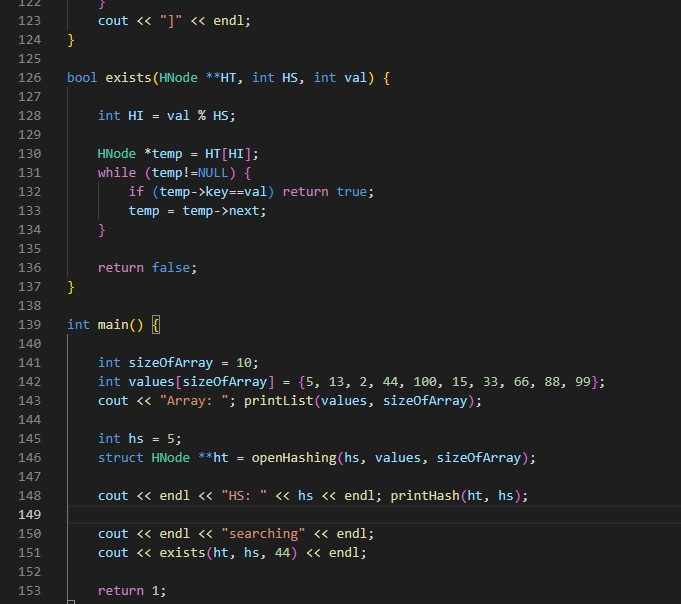 122     }
123     cout << "]" << endl;
124 }
125
126 bool exists(HNode **HT, int HS, int val) {
127
128     int HI = val % HS;
129
130     HNode *temp = HT[HI];
131     while (temp!=NULL) {
132         if (temp->key==val) return true;
133         temp = temp->next;
134     }
135
136     return false;
137 }
138
139 int main() {
140
141     int sizeOfArray = 10;
142     int values[sizeOfArray] = {5, 13, 2, 44, 100, 15, 33, 66, 88, 99};
143     cout << "Array: "; printList(values, sizeOfArray);
144
145     int hs = 5;
146     struct HNode **ht = openHashing(hs, values, sizeOfArray);
147
148     cout << endl << "HS: " << hs << endl; printHash(ht, hs);
149
150     cout << endl << "searching" << endl;
151     cout << exists(ht, hs, 44) << endl;
152
153     return 1;